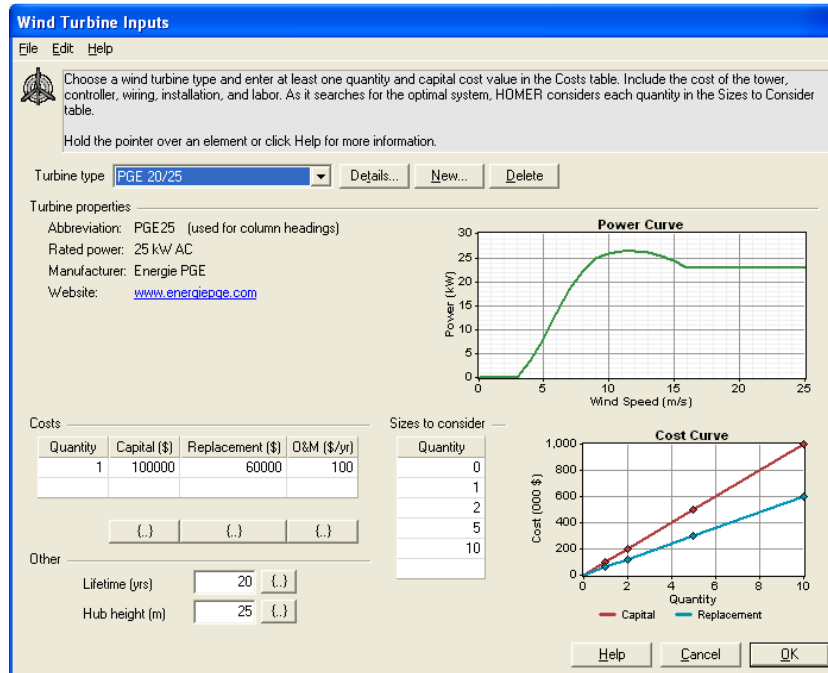 Wind Turbine Inputs
File Edit Help
Choose a wind turbine type and enter at least one quantity and capital cost value in the Costs table. Include the cost of the tower,
controller, wiring, installation, and labor. As it searches for the optimal system, HOMER considers each quantity in the Sizes to Consider
table.
Hold the pointer over an element or click Help for more information.
Turbine type PGE 20/25 Details... New... Delete
Turbine properties
Abbreviation: PGE25 (used for column headings)
Rated power: 25 kW AC
Manufacturer: Energie PGE
Website: www.energiepge.com
Power Curve
30
25
20
15
10
5
0
Power (kW)
0 5 10 15 20 25
Wind Speed (m/s)
Costs
Quantity Capital ($) Replacement ($) O&M ($/yr)
1 100000 60000 100
{..} {..} {..}
Other
Lifetime (yrs) 20 {..}
Hub height (m) 25 {..}
Sizes to consider
Quantity
0
1
2
5
10
Cost Curve
1,000
800
600
400
200
0
Cost (000 $)
0 2 4 6 8 10
Quantity
Capital Replacement
Help Cancel OK